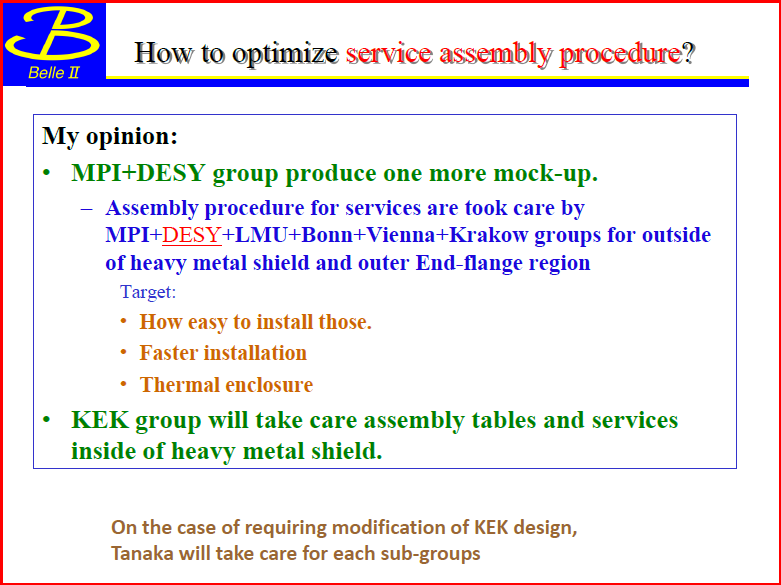 Belle II
How to optimize service assembly procedure?
My opinion:
• MPI+DESY group produce one more mock-up.
– Assembly procedure for services are took care by
MPI+DESY+LMU+Bonn+Vienna+Krakow groups for outside
of heavy metal shield and outer End-flange region
Target:
• How easy to install those.
• Faster installation
• Thermal enclosure
• KEK group will take care assembly tables and services
inside of heavy metal shield.
On the case of requiring modification of KEK design,
Tanaka will take care for each sub-groups